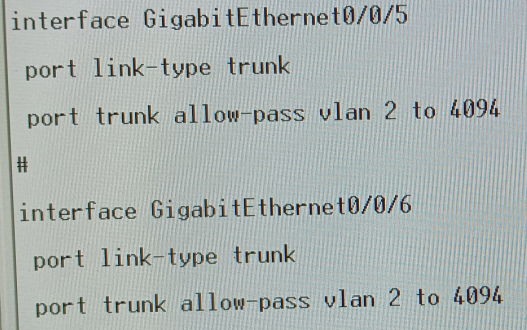 interface GigabitEthernet0/0/5
port link-type trunk
port trunk allow-pass vlan 2 to 4094
#
interface GigabitEthernet0/0/6
port link-type trunk
port trunk allow-pass vlan 2 to 4094